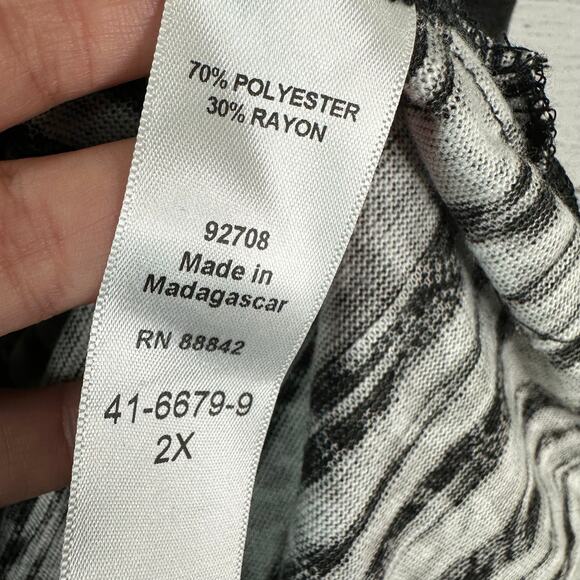 70% POLYESTER
30% RAYON
92708
Made in
Madagascar
RN 88842
41-6679-9
2X